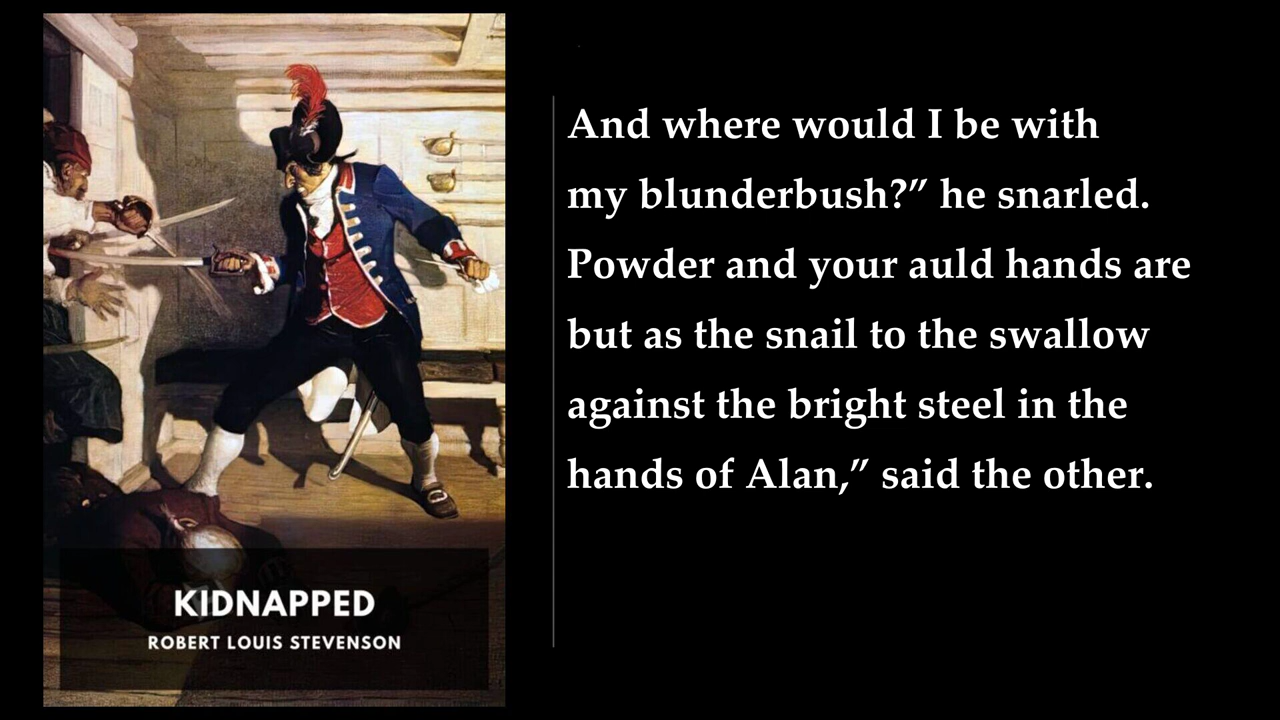 And where would I be with
my blunderbush?” he snarled.
Powder and your auld hands are
but as the snail to the swallow
against the bright steel in the
hands of Alan,” said the other.
KIDNAPPED
ROBERT LOUIS STEVENSON